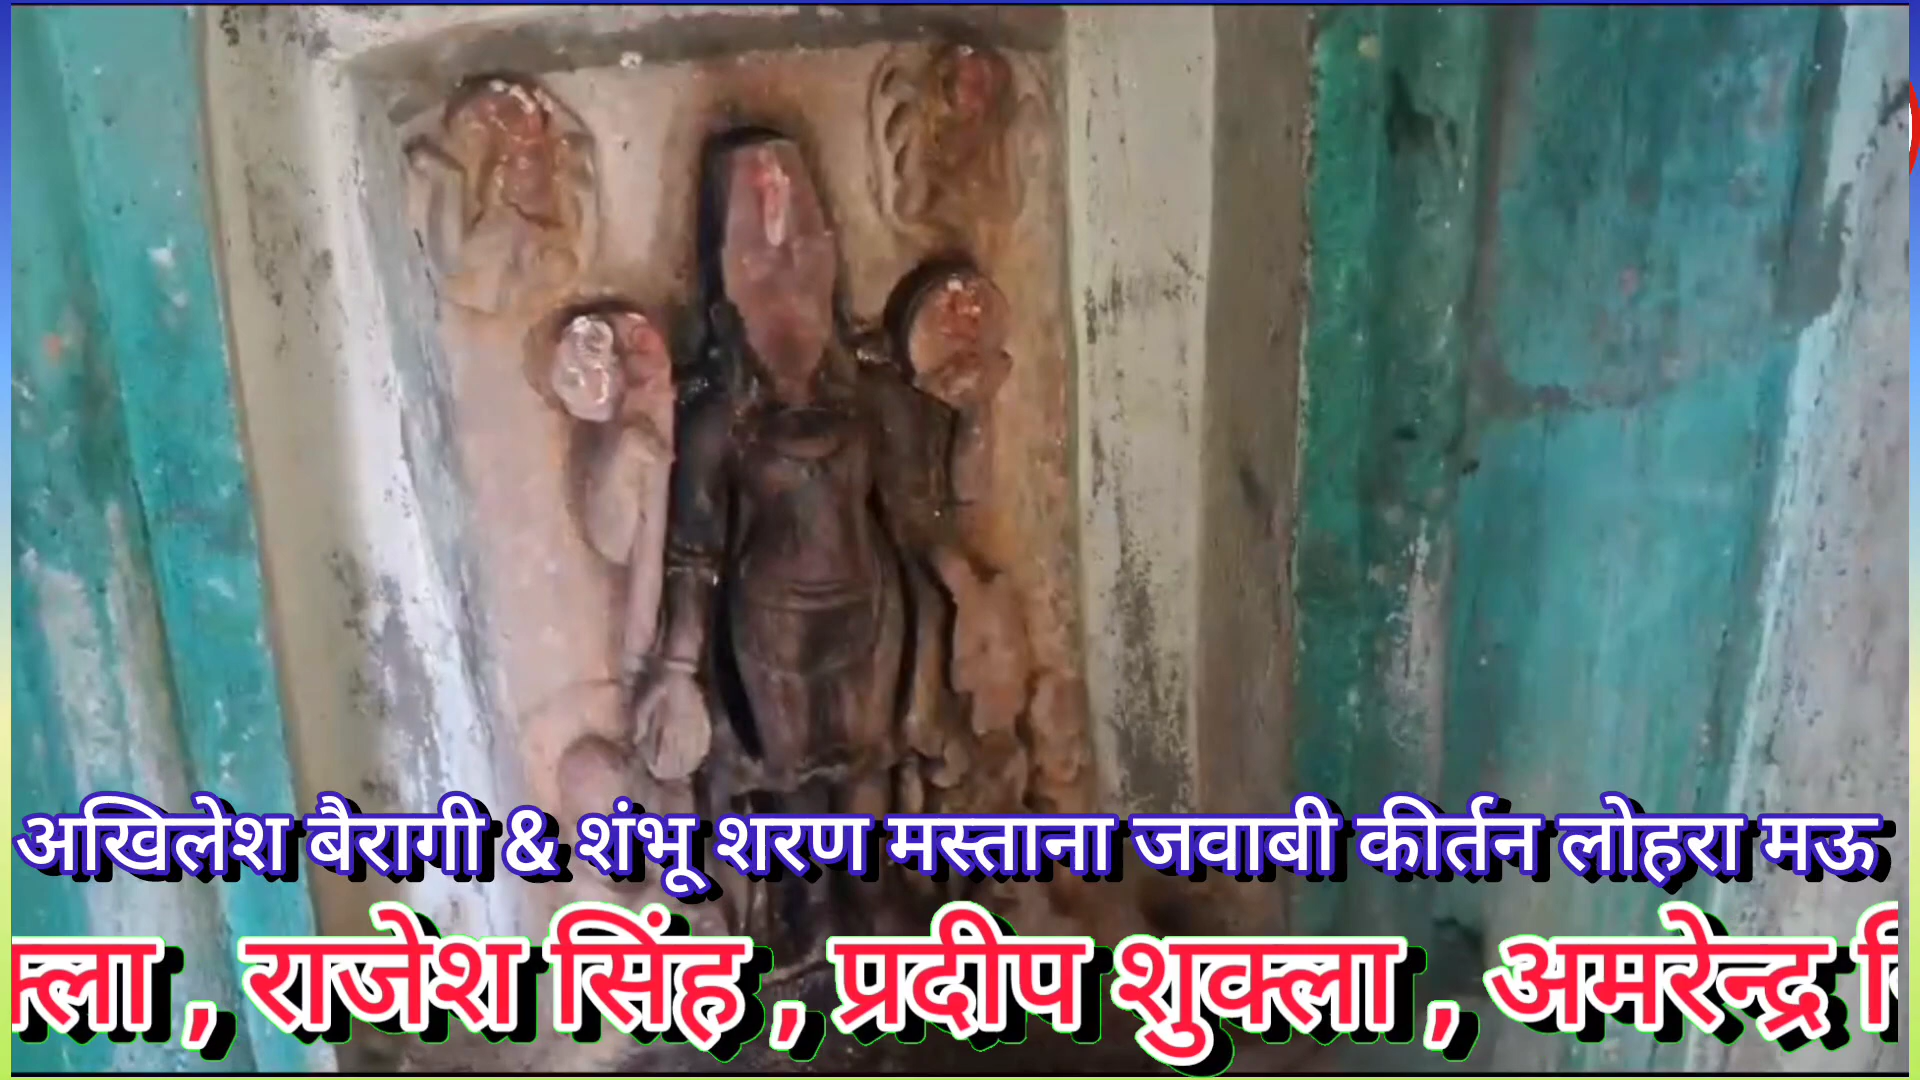 अखिलेश बैरागी & शंभू शरण मस्ताना जवाबी कीर्तन लोहरा मऊ
, राजेश सिंह , प्रदीप शुक्ला , अमरेन्द्र